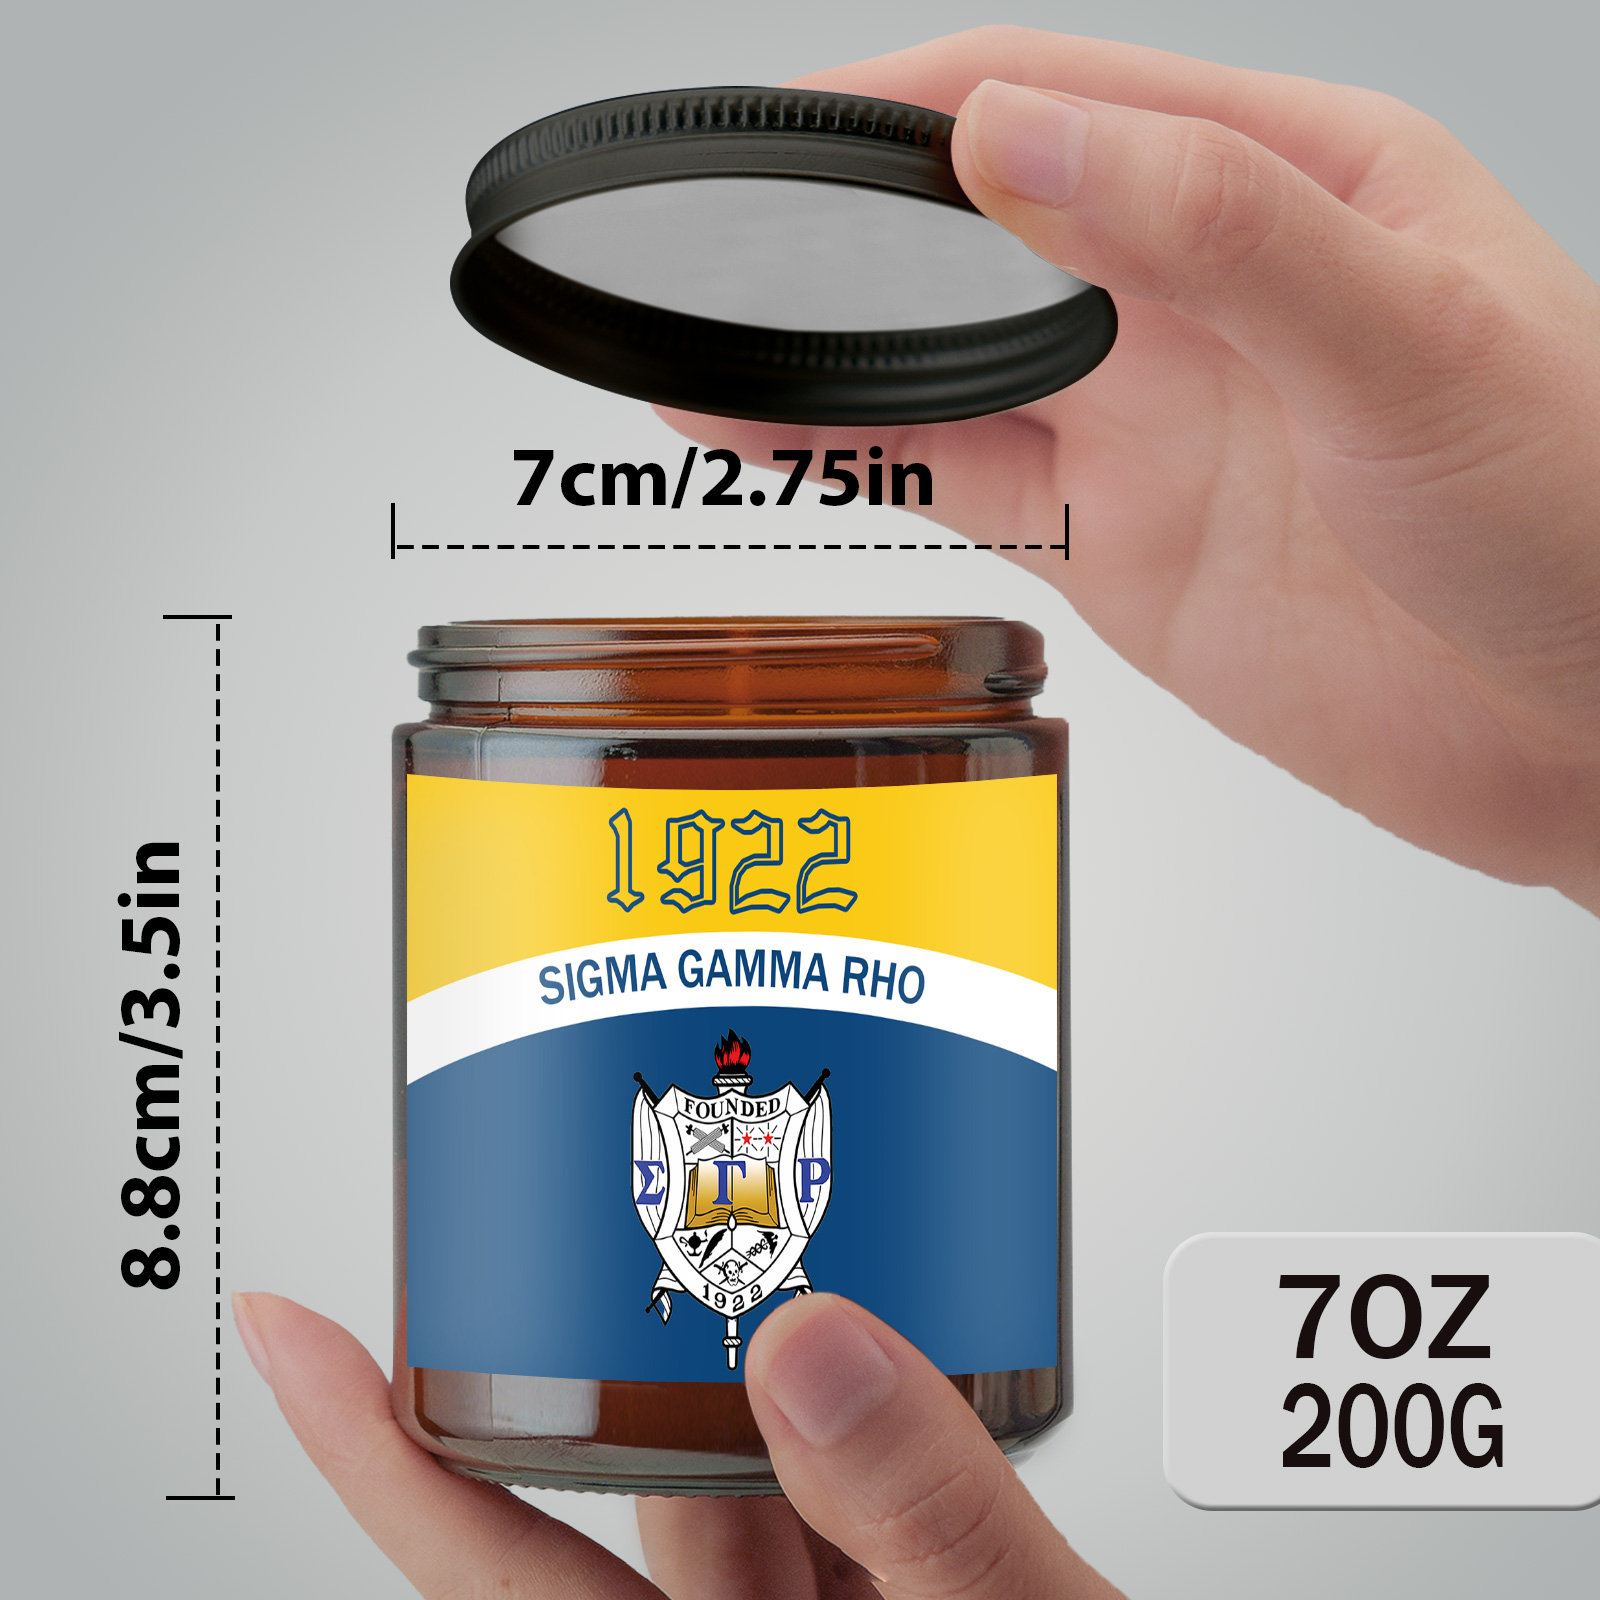 7cm/2.75in
8.8cm/3.5in
1922
SIGMA GAMMA RHO
FOUNDED
Σ Γ Ρ
1922
7OZ
200G